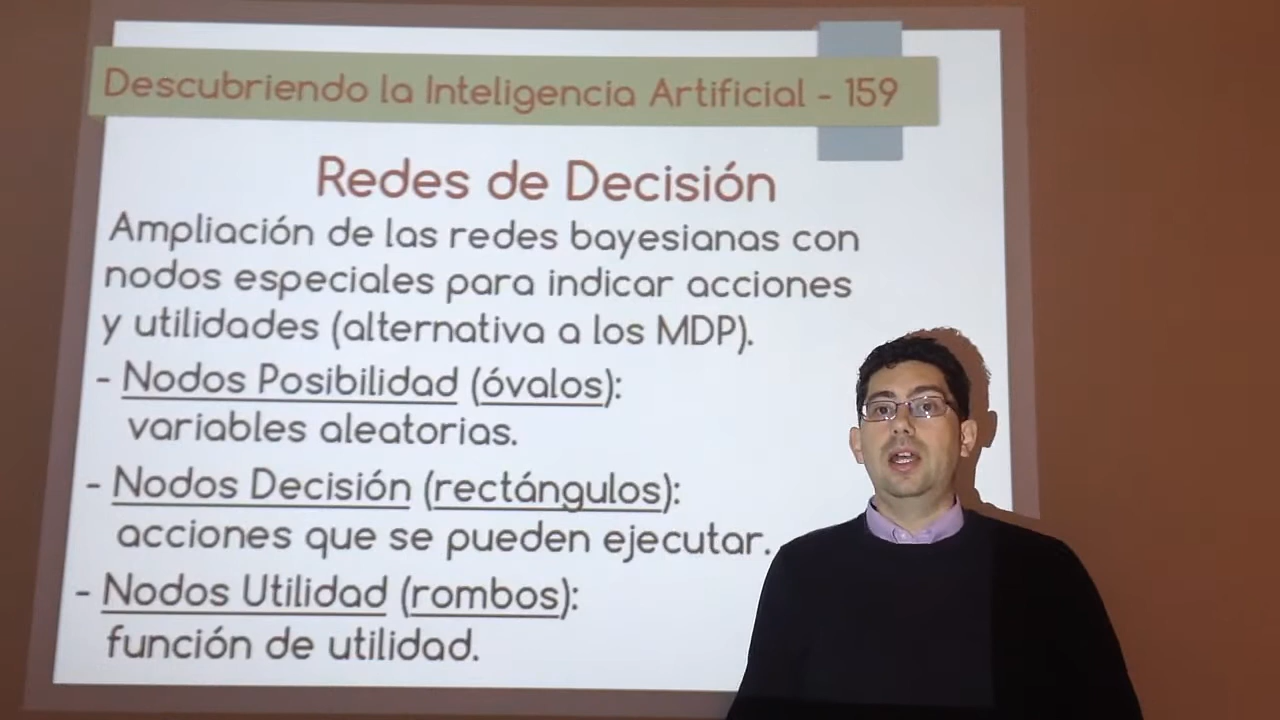 Descubriendo la Inteligencia Artificial - 159
Redes de Decisión
Ampliación de las redes bayesianas con
nodos especiales para indicar acciones
y utilidades (alternativa a los MDP).
- Nodos Posibilidad (óvalos):
variables aleatorias.
- Nodos Decisión (rectángulos):
acciones que se pueden ejecutar.
- Nodos Utilidad (rombos):
función de utilidad.